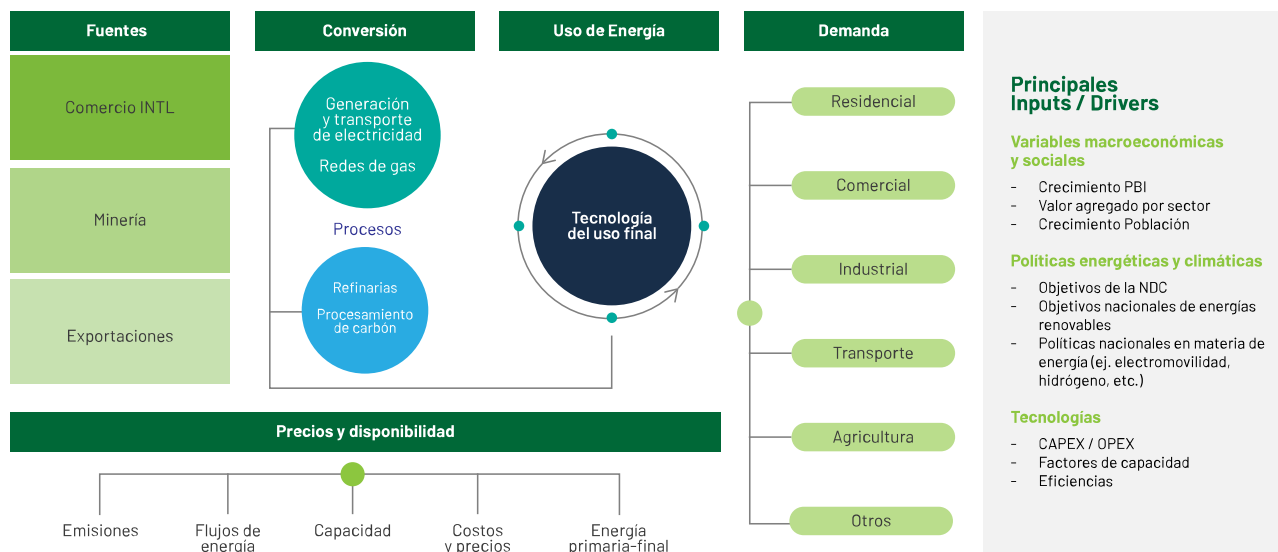 Fuentes
Comercio INTL
Minería
Exportaciones
Conversión
Generación
y transporte
de electricidad
Redes de gas
Procesos
Refinarias
Procesamiento
de carbón
Uso de Energía
Tecnología
del uso final
Demanda
Residencial
Comercial
Industrial
Transporte
Agricultura
Otros
Precios y disponibilidad
Emisiones
Flujos de
energía
Capacidad
Costos
y precios
Energía
primaria-final
Principales
Inputs / Drivers
Variables macroeconómicas
y sociales
- Crecimiento PBI
- Valor agregado por sector
- Crecimiento Población
Políticas energéticas y climáticas
- Objetivos de la NDC
- Objetivos nacionales de energías
renovables
- Políticas nacionales en materia de
energía (ej. electromovilidad,
hidrógeno, etc.)
Tecnologías
- CAPEX / OPEX
- Factores de capacidad
- Eficiencias